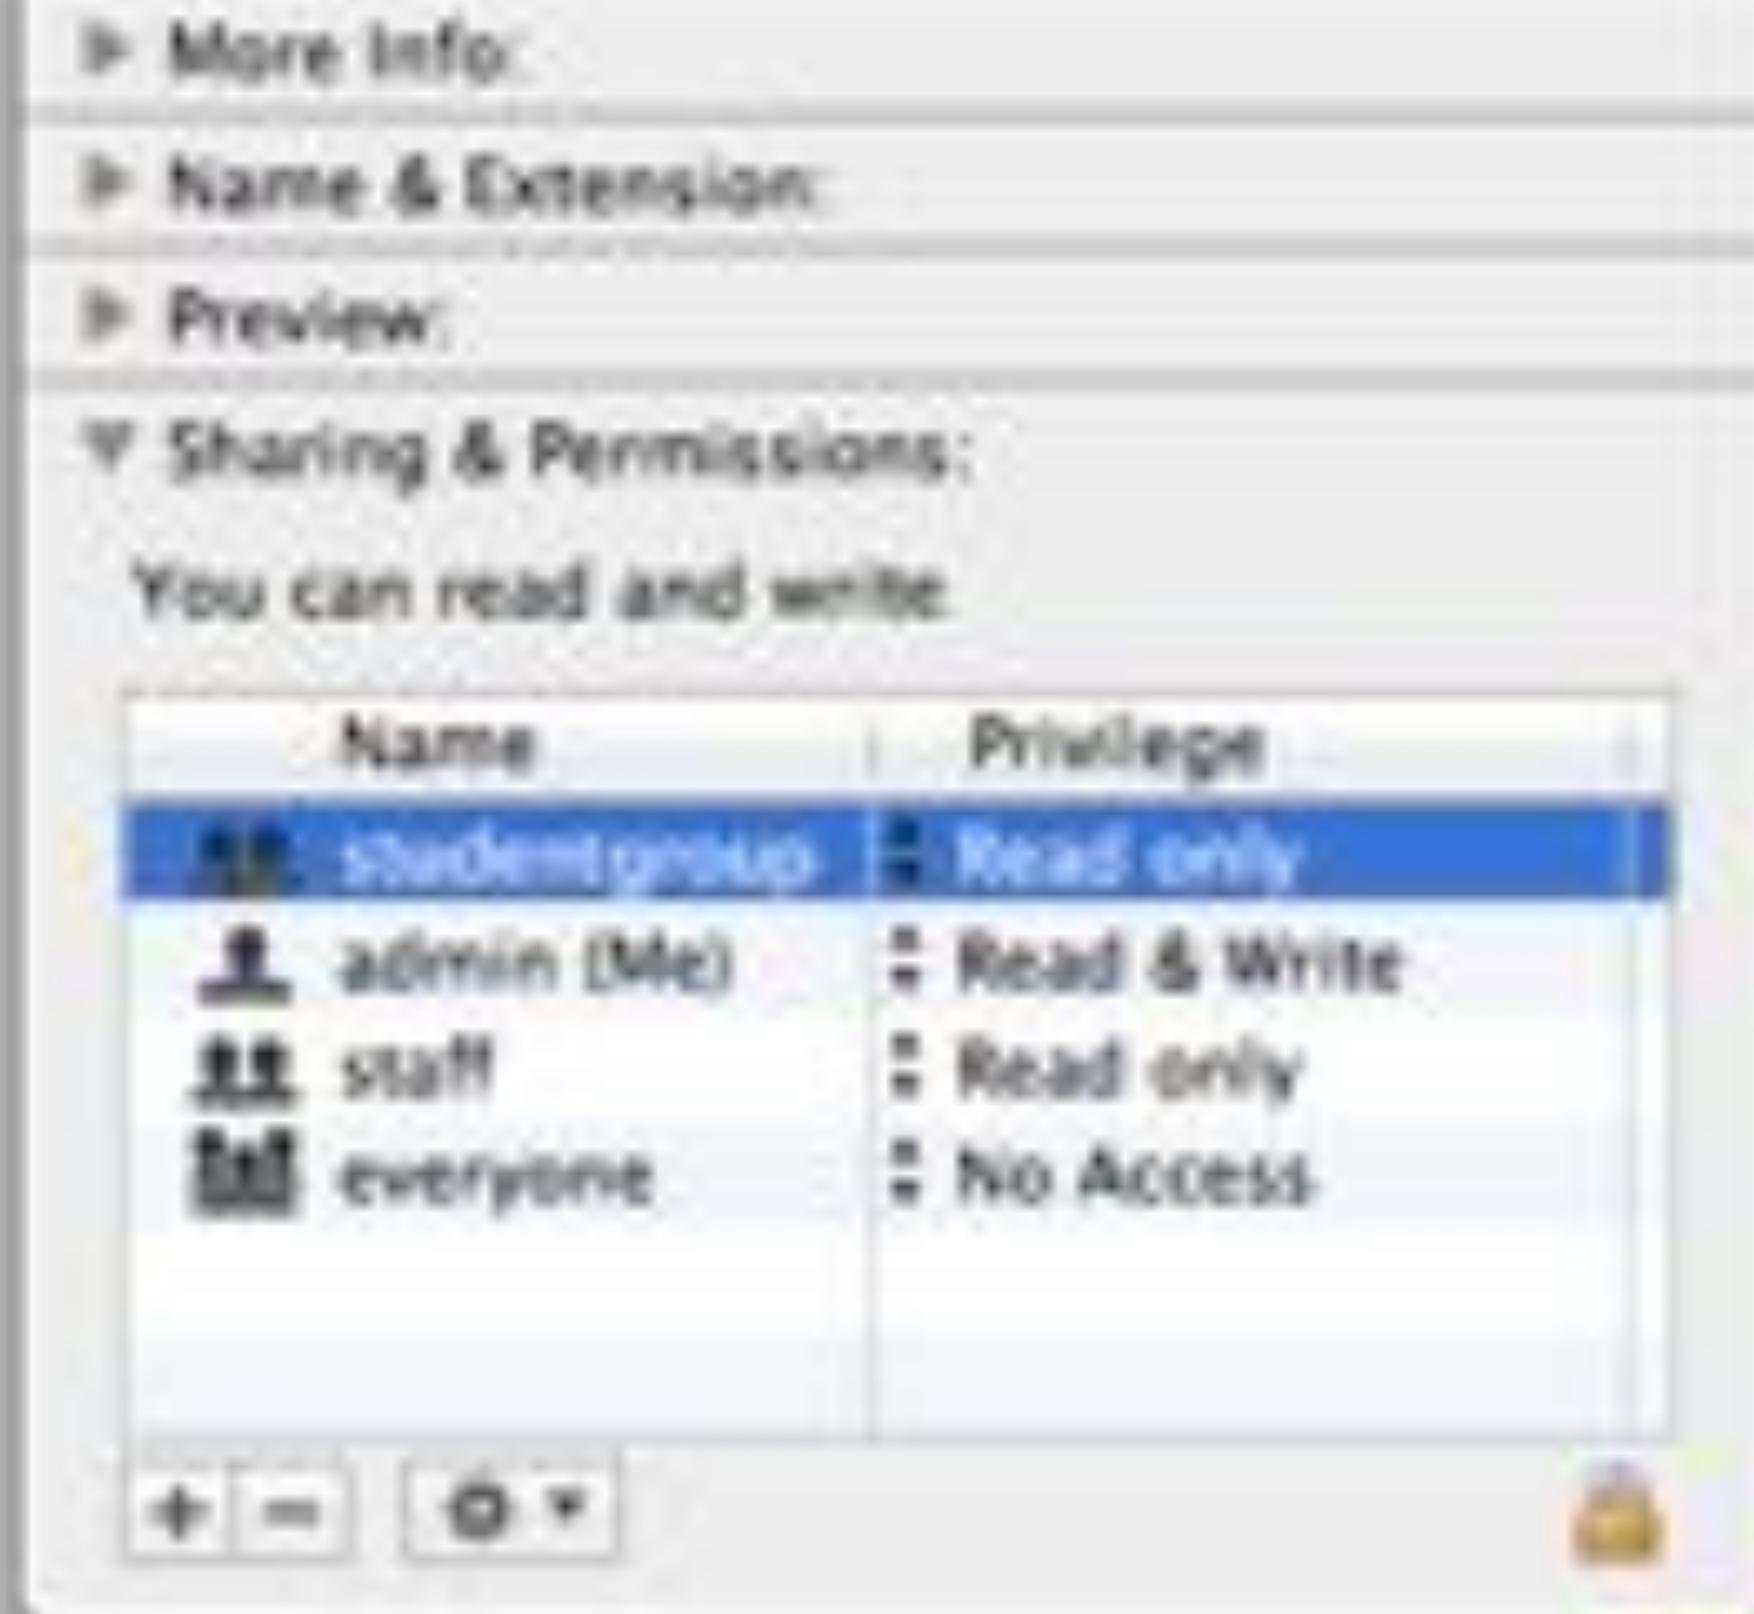 More Info:
Name & Extension:
Preview:
Sharing & Permissions:
You can read and write
Name Privilege
studentgroup Read only
admin (Me) Read & Write
staff Read only
everyone No Access